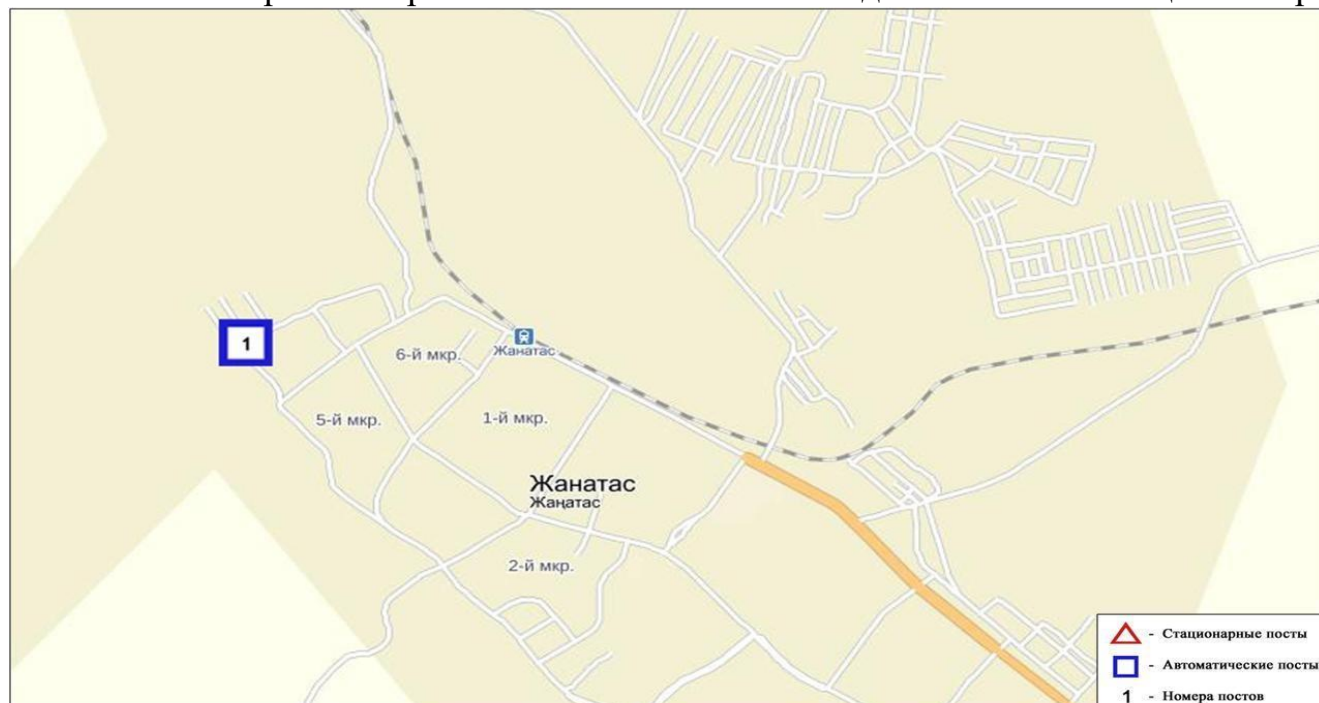 1
6-й мкр.
Жанатас
5-й мкр.
1-й мкр.
Жанатас
Жаңатас
2-й мкр.
- Стационарные посты
- Автоматические посты
1 - Номера постов